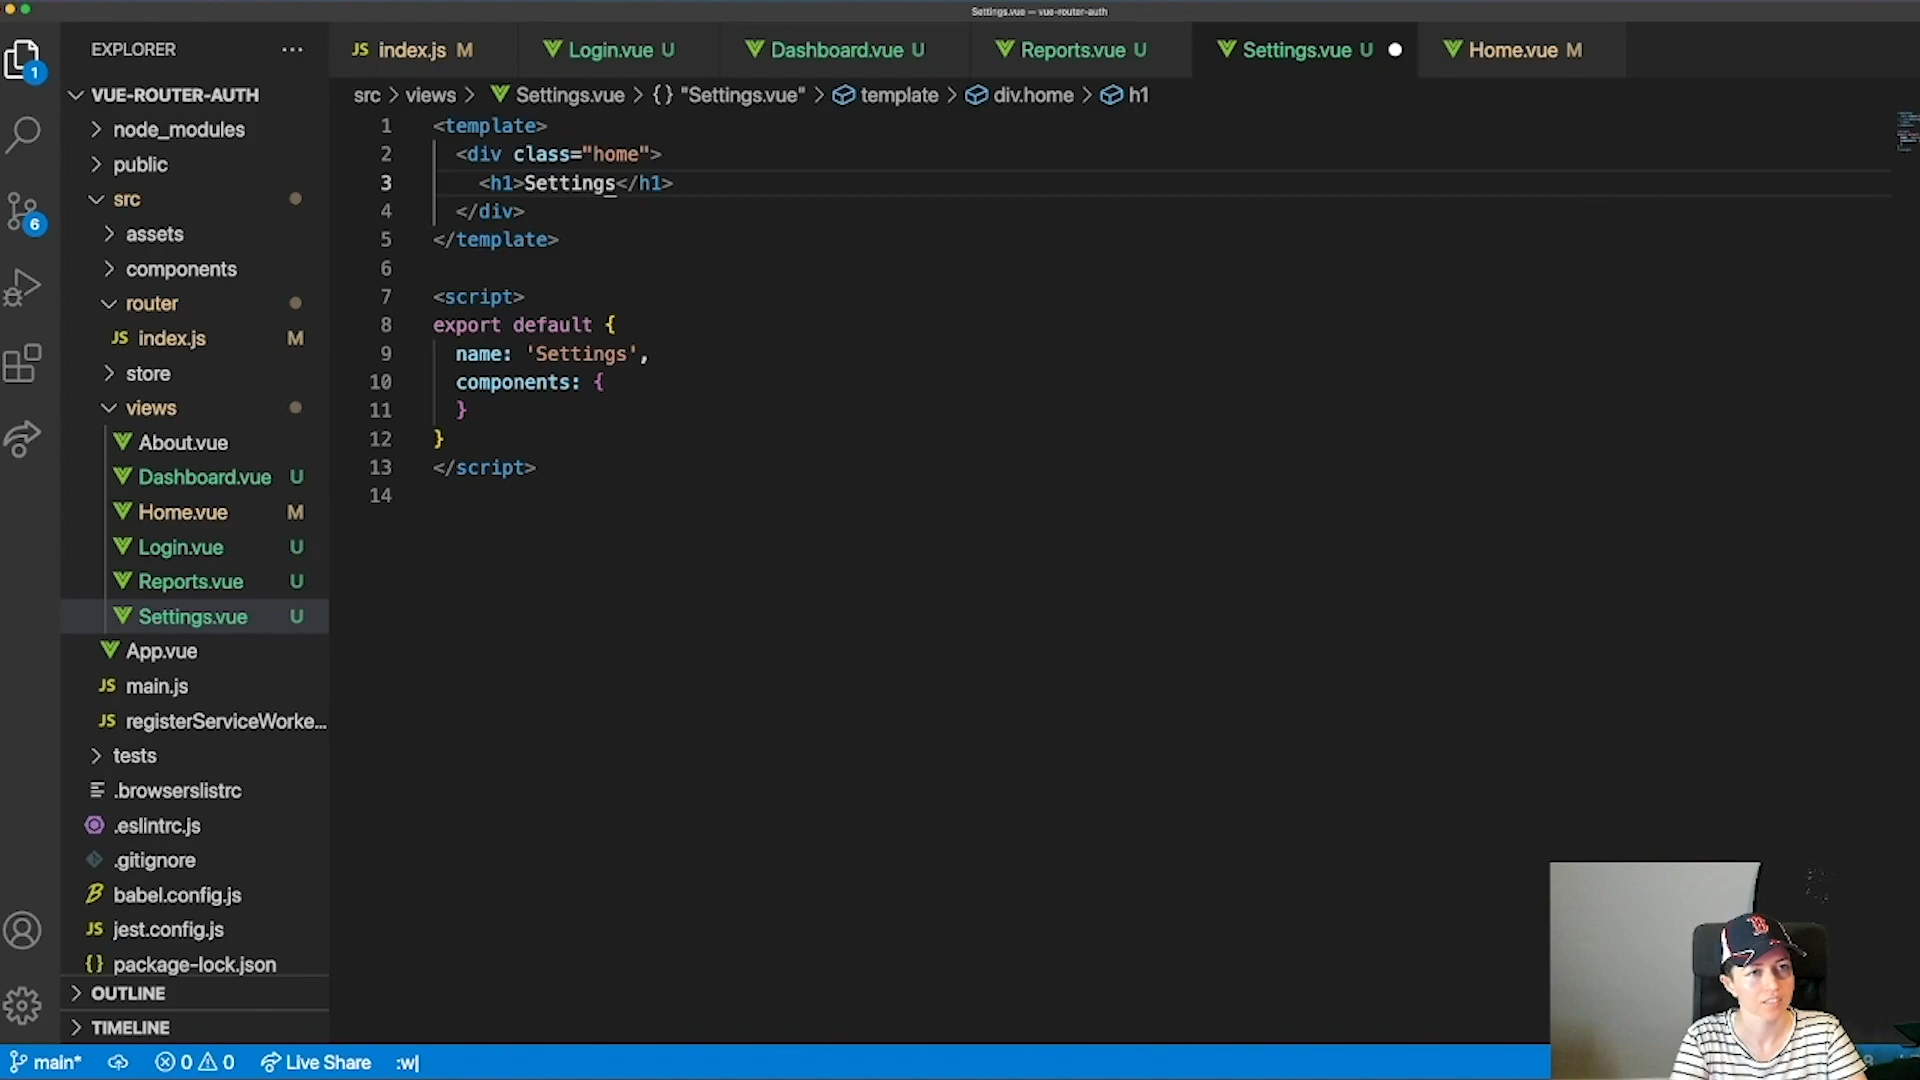 Settings.vue — vue-router-auth
EXPLORER ...
JS index.js M
Login.vue U
Dashboard.vue U
Reports.vue U
Settings.vue U
Home.vue M
src > views > Settings.vue > {} "Settings.vue" > template > div.home > h1
1
6
VUE-ROUTER-AUTH
node_modules
public
src
assets
components
router
JS index.js M
store
views
About.vue
Dashboard.vue U
Home.vue M
Login.vue U
Reports.vue U
Settings.vue U
App.vue
JS main.js
JS registerServiceWorke...
tests
.browserslistrc
.eslintrc.js
.gitignore
babel.config.js
JS jest.config.js
{} package-lock.json
OUTLINE
TIMELINE
1 <template>
2 <div class="home">
3 <h1>Settings</h1>
4 </div>
5 </template>
6
7 <script>
8 export default {
9 name: 'Settings',
10 components: {
11 }
12 }
13 </script>
14
B
main* 0 0 Live Share :w|